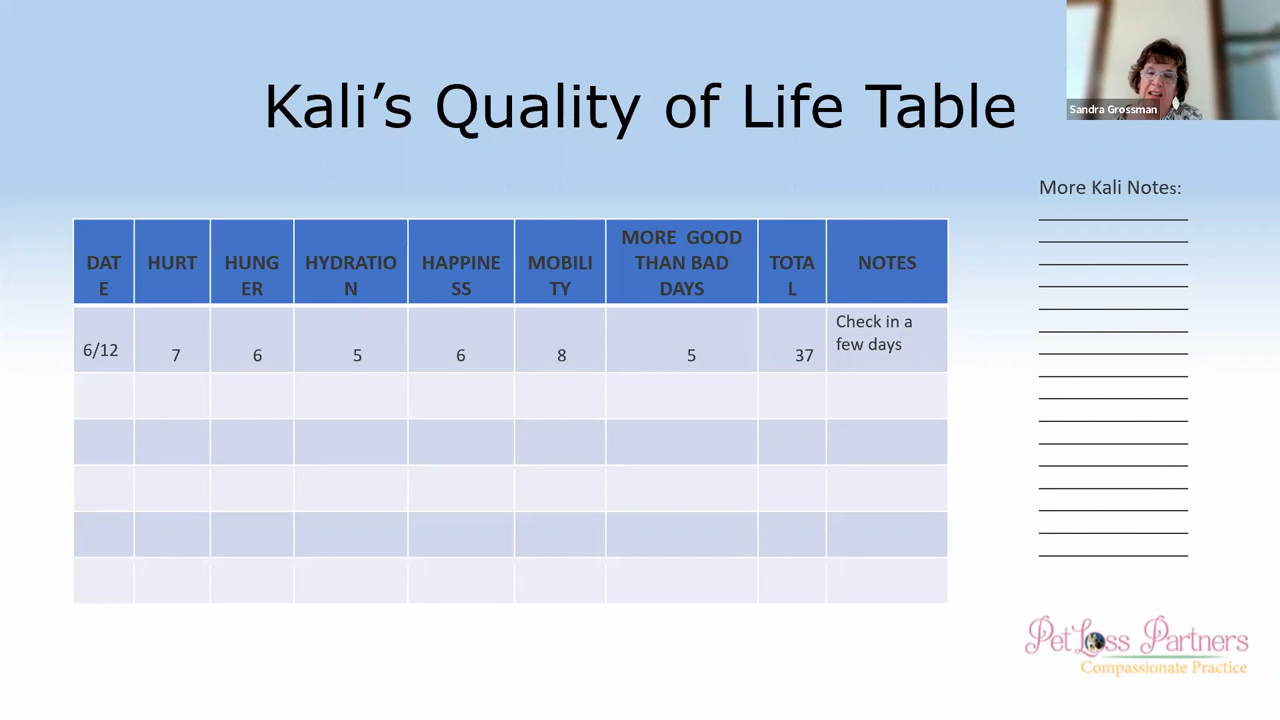 Kali’s Quality of Life Table
Sandra Grossman
More Kali Notes:
DAT
E
HURT
HUNG
ER
HYDRATIO
N
HAPPINE
SS
MOBILI
TY
MORE GOOD
THAN BAD
DAYS
TOTA
L
NOTES
6/12
7
6
5
6
8
5
37
Check in a
few days
Pet Loss Partners
Compassionate Practice